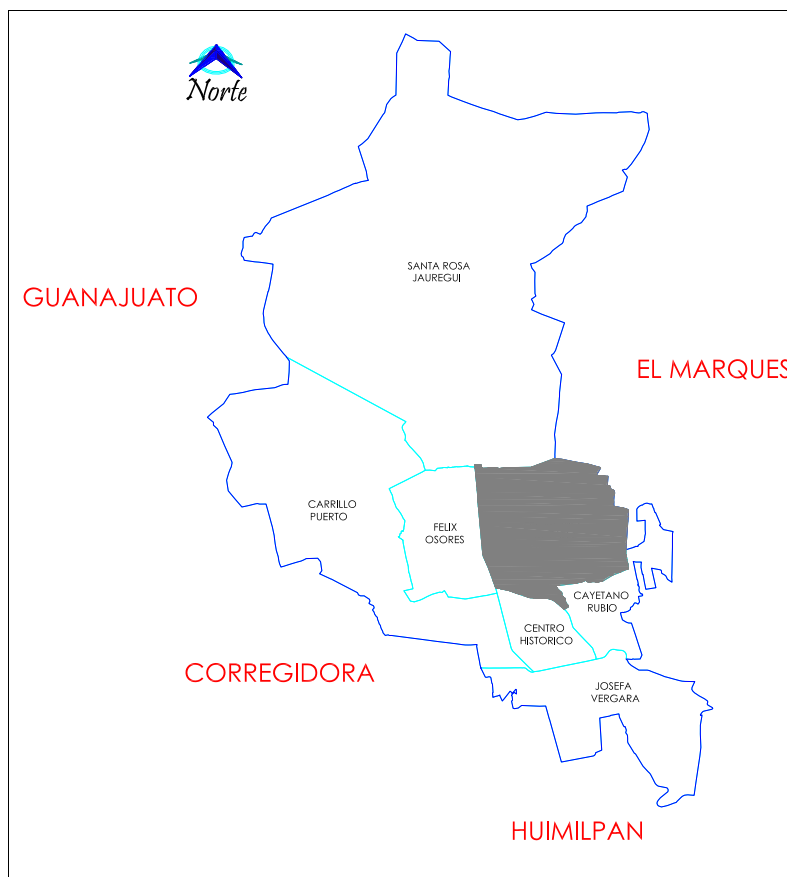 Norte
SANTA ROSA
JAUREGUI
GUANAJUATO
EL MARQUES
CARRILLO
PUERTO
FELIX
OSORES
CAYETANO
RUBIO
CENTRO
HISTORICO
CORREGIDORA
JOSEFA
VERGARA
HUIMILPAN